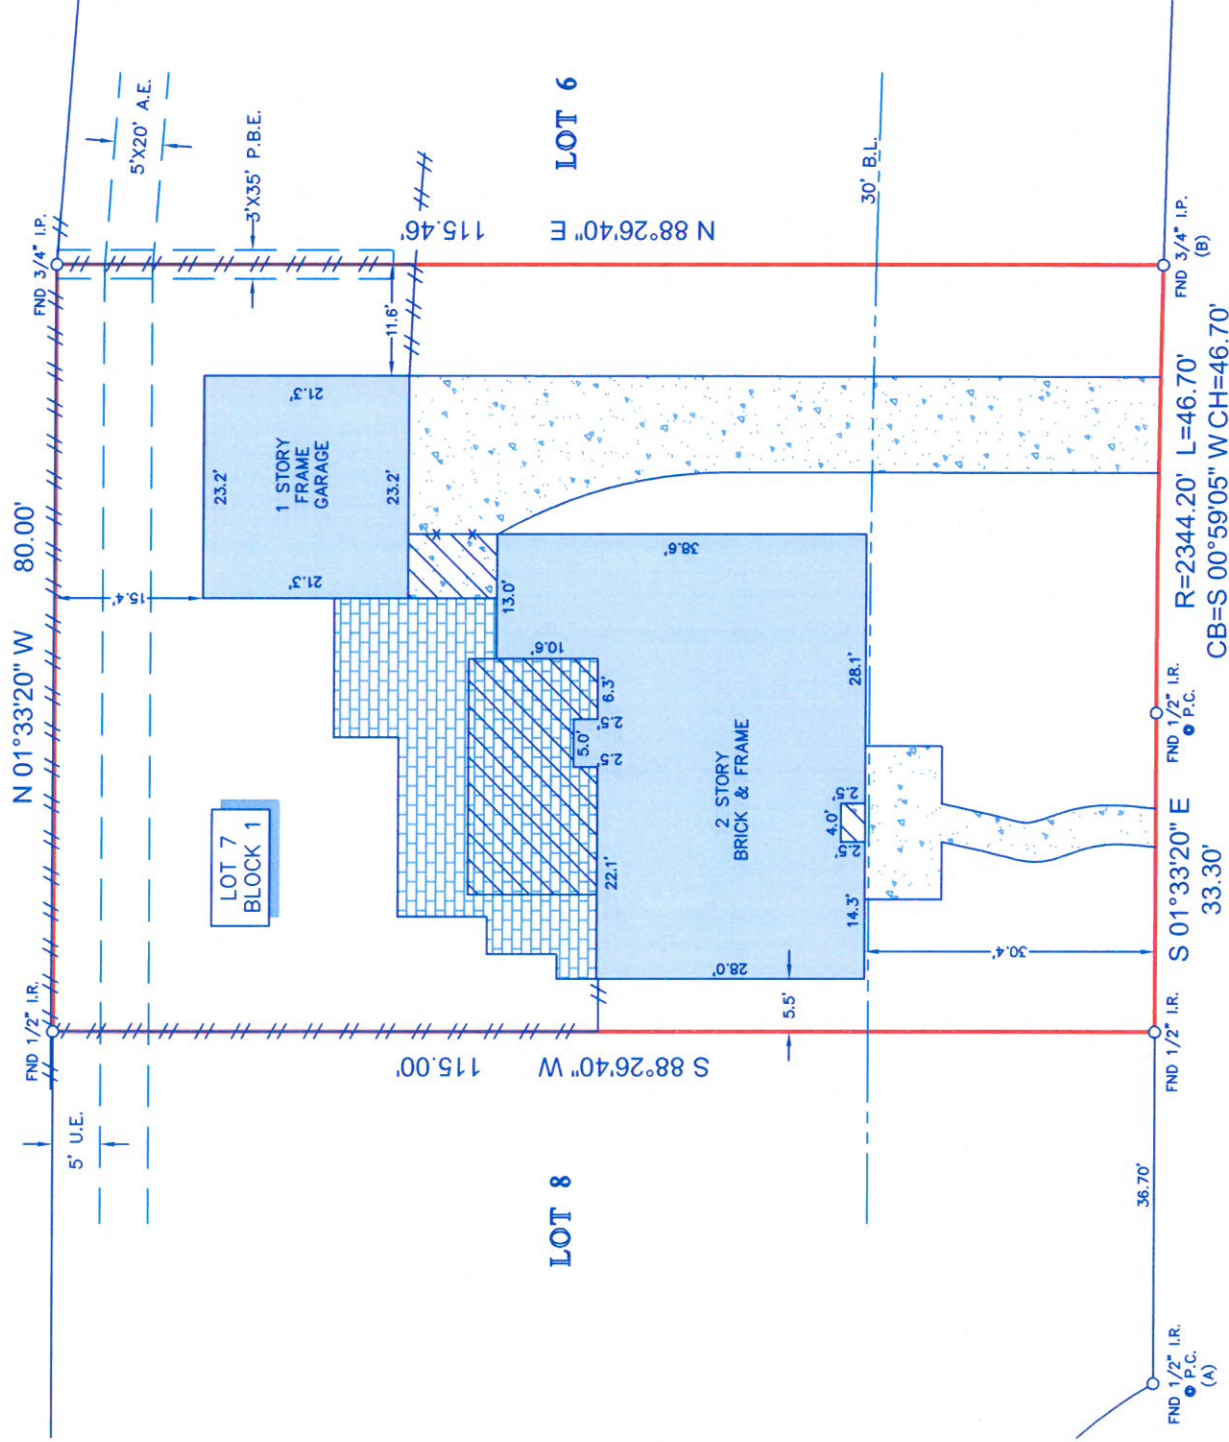 FND 1/2" I.R.
N 01°33'20" W 80.00'
FND 3/4" I.P.
5' U.E.
5'X20' A.E.
3'X35' P.B.E.
15.4'
23.2'
21.3'
21.3'
1 STORY
FRAME
GARAGE
23.2'
11.6'
LOT 7
BLOCK 1
S 88°26'40" W 115.00'
N 88°26'40" E 115.46'
LOT 8
LOT 6
13.0'
10.6'
6.3'
2.5'
5.0'
2.5'
22.1'
38.6'
28.0'
2 STORY
BRICK & FRAME
5.5'
14.3'
2.5'
4.0'
2.5'
28.1'
30' B.L.
30.4'
36.70'
FND 1/2" I.R.
P.C.
(A)
FND 1/2" I.R.
S 01°33'20" E
33.30'
FND 1/2" I.R.
P.C.
R=2344.20' L=46.70'
CB=S 00°59'05" W CH=46.70'
FND 3/4" I.P.
(B)